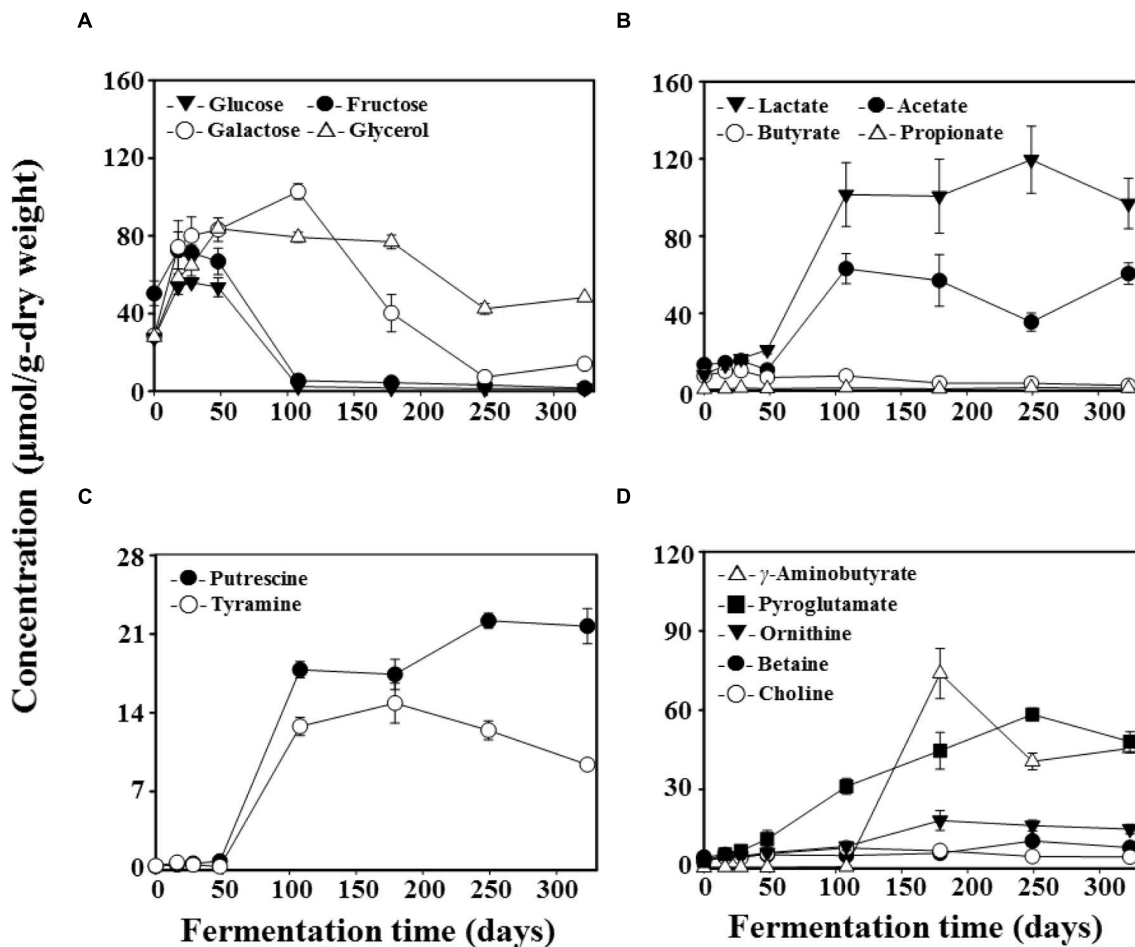 A
160
120
80
40
0
-▼- Glucose -●- Fructose
-○- Galactose -△- Glycerol
0 50 100 150 200 250 300
B
160
120
80
40
0
-▼- Lactate -●- Acetate
-○- Butyrate -△- Propionate
0 50 100 150 200 250 300
C
28
21
14
7
0
-●- Putrescine
-○- Tyramine
0 50 100 150 200 250 300
Fermentation time (days)
D
120
90
60
30
0
-△- γ-Aminobutyrate
-■- Pyroglutamate
-▼- Ornithine
-●- Betaine
-○- Choline
0 50 100 150 200 250 300
Fermentation time (days)
Concentration (µmol/g-dry weight)